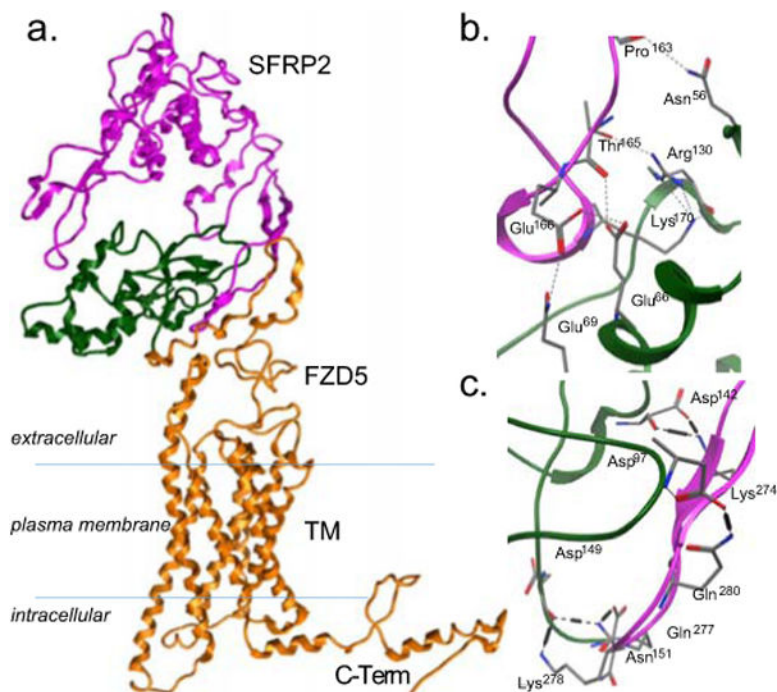 a.
SFRP2
FZD5
extracellular
plasma membrane
TM
intracellular
C-Term
b.
Pro163
Asn56
Thr165
Arg130
Glu166
Lys170
Glu66
Glu69
c.
Asp142
Asp97
Lys274
Asp149
Gln280
Gln277
Asn151
Lys278